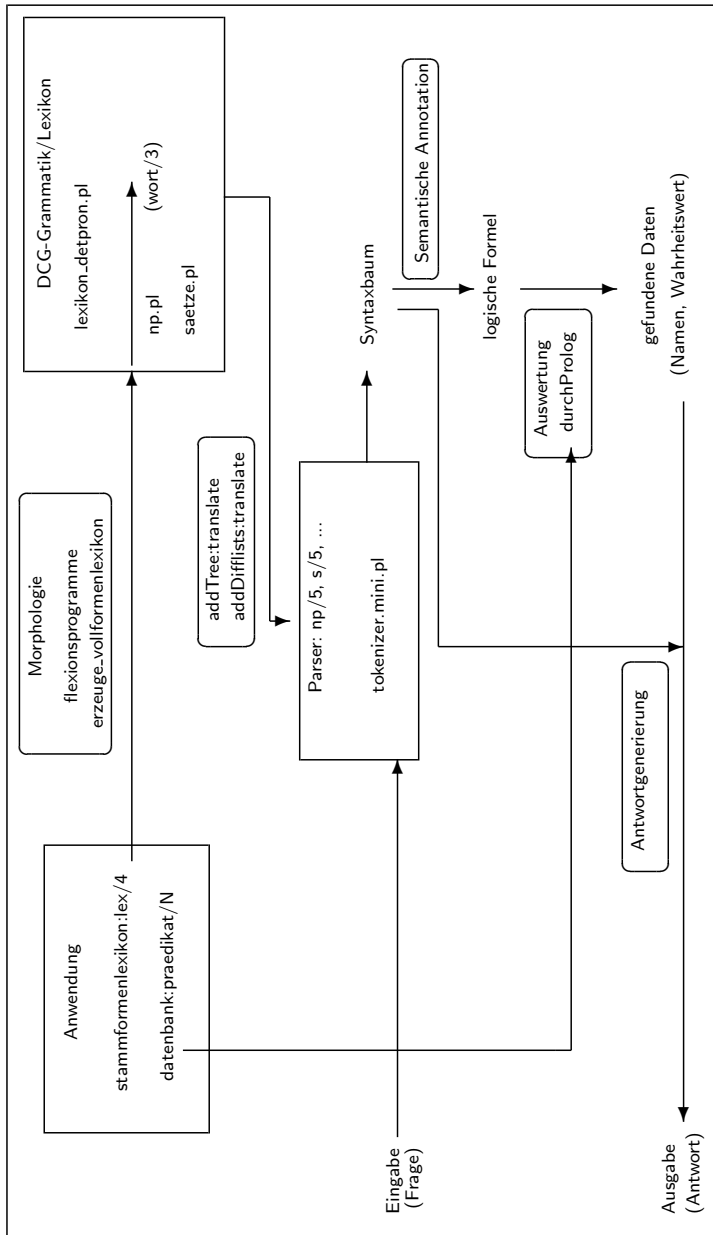 Anwendung
stammformenlexikon:lex/4
datenbank:praedikat/N
Morphologie
flexionsprogramme
erzeuge_vollformenlexikon
DCG-Grammatik/Lexikon
lexikon_detpron.pl
(wort/3)
np.pl
saetze.pl
addTree:translate
addDifflists:translate
Eingabe
(Frage)
Parser: np/5, s/5, ...
tokenizer.mini.pl
Syntaxbaum
Semantische Annotation
logische Formel
Auswertung
durchProlog
gefundene Daten
(Namen, Wahrheitswert)
Antwortgenerierung
Ausgabe
(Antwort)